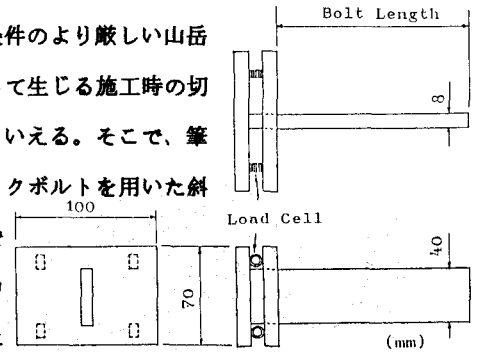 Bolt Length
件のより厳しい山岳
て生じる施工時の切
8
いえる。そこで、筆
クボルトを用いた斜
Load Cell
100
70
40
(mm)